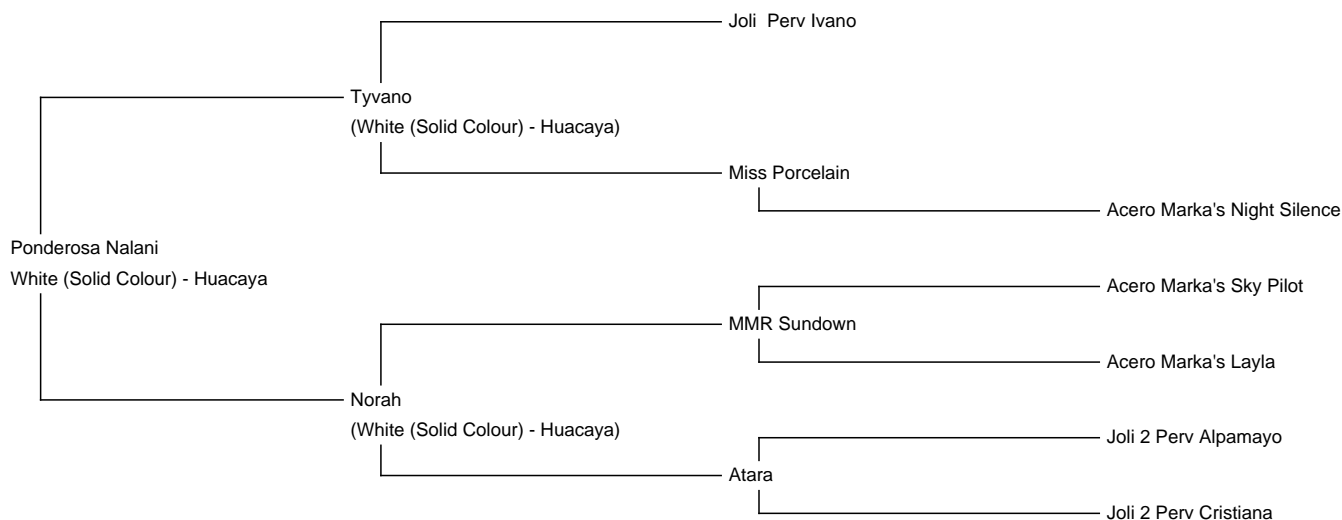 Joli  Perv Ivano
Tyvano
(White (Solid Colour) - Huacaya)
Miss Porcelain
Acero Marka's Night Silence
Ponderosa Nalani
White (Solid Colour) - Huacaya
Acero Marka's Sky Pilot
MMR Sundown
Acero Marka's Layla
Norah
(White (Solid Colour) - Huacaya)
Joli 2 Perv Alpamayo
Atara
Joli 2 Perv Cristiana